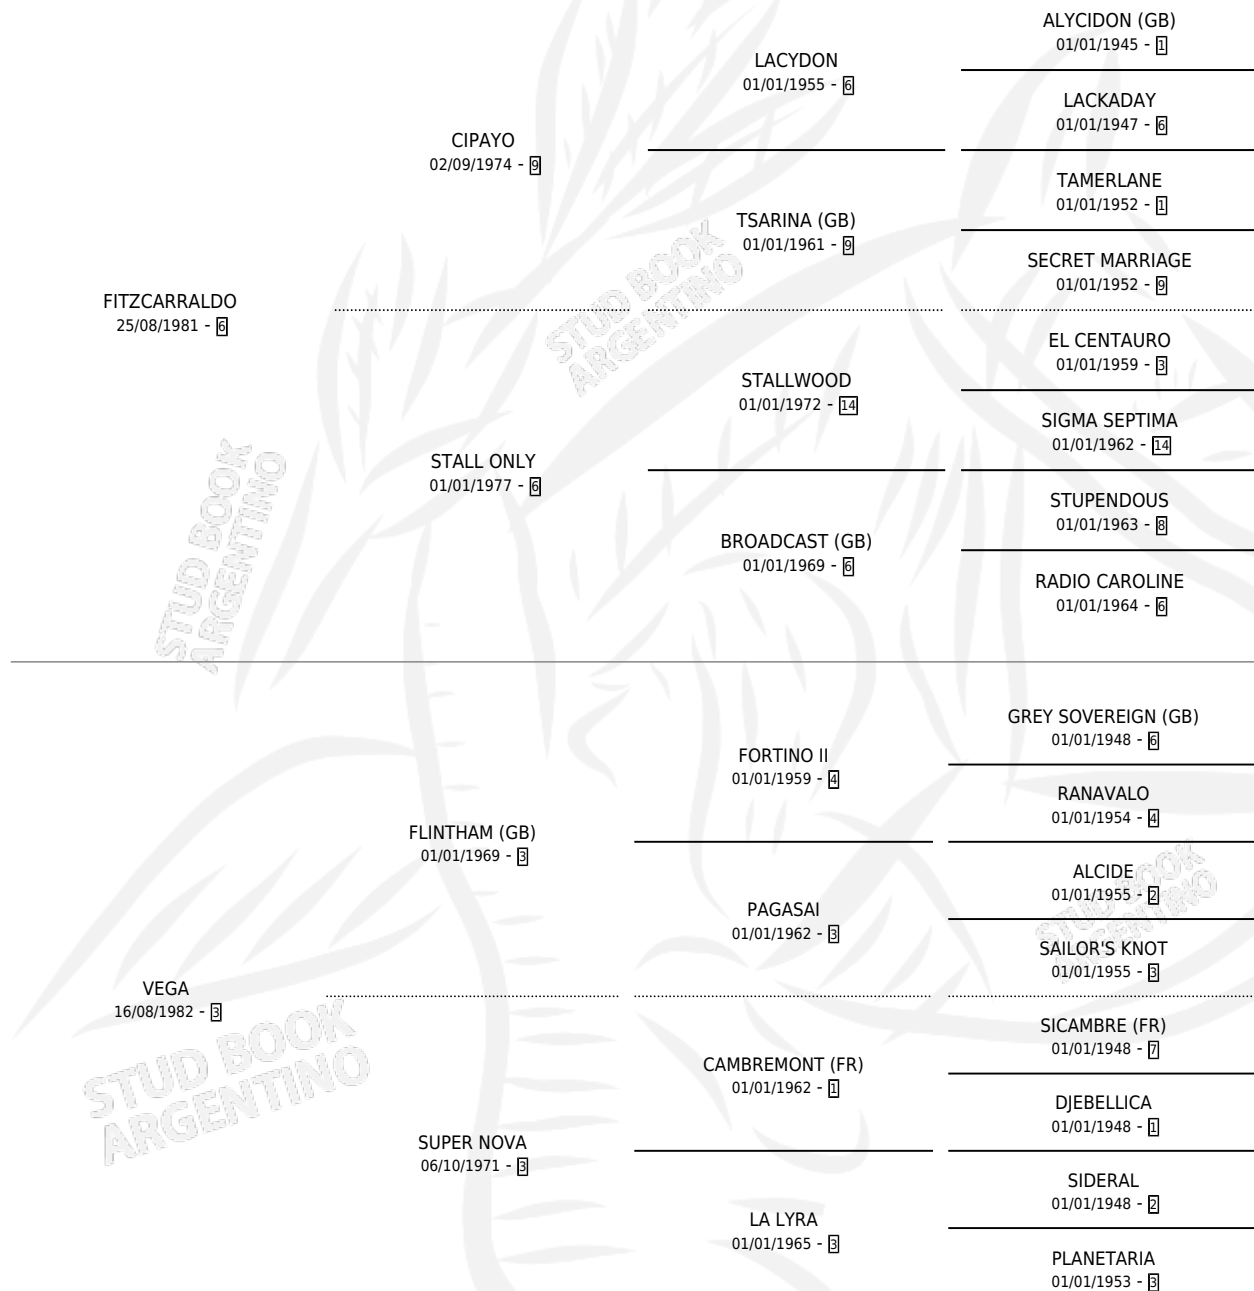 ALYCIDON (GB)
01/01/1945 - 1
LACYDON
01/01/1955 - 6
LACKADAY
01/01/1947 - 6
CIPAYO
02/09/1974 - 9
TAMERLANE
01/01/1952 - 1
TSARINA (GB)
01/01/1961 - 9
SECRET MARRIAGE
01/01/1952 - 9
FITZCARRALDO
25/08/1981 - 6
EL CENTAURO
01/01/1959 - 3
STALLWOOD
01/01/1972 - 14
SIGMA SEPTIMA
01/01/1962 - 14
STALL ONLY
01/01/1977 - 6
STUPENDOUS
01/01/1963 - 8
BROADCAST (GB)
01/01/1969 - 6
RADIO CAROLINE
01/01/1964 - 6
GREY SOVEREIGN (GB)
01/01/1948 - 6
FORTINO II
01/01/1959 - 4
RANAVALO
01/01/1954 - 4
FLINTHAM (GB)
01/01/1969 - 3
ALCIDE
01/01/1955 - 2
PAGASAI
01/01/1962 - 3
SAILOR'S KNOT
01/01/1955 - 3
VEGA
16/08/1982 - 3
SICAMBRE (FR)
01/01/1948 - 7
CAMBREMONT (FR)
01/01/1962 - 1
DJEBELLICA
01/01/1948 - 1
SUPER NOVA
06/10/1971 - 3
SIDERAL
01/01/1948 - 2
LA LYRA
01/01/1965 - 3
PLANETARIA
01/01/1953 - 3
STUD BOOK
ARGENTINO
STUD BOOK
ARGENTINO
STUD BOOK
ARGENTINO
STUD BOOK
ARGENTINO